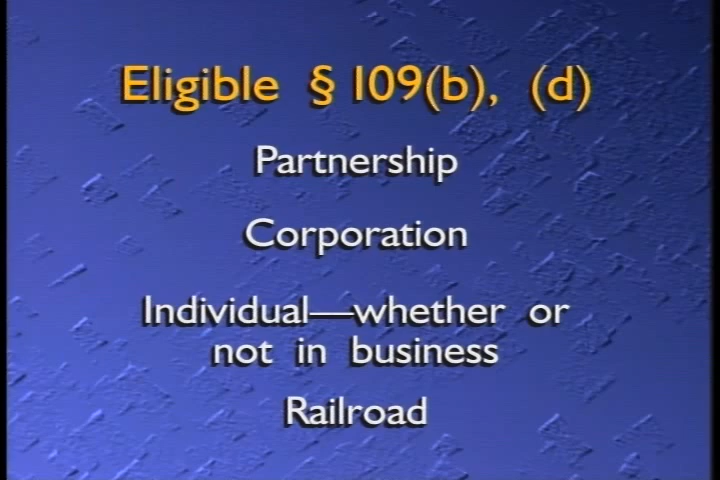 Eligible § 109(b), (d)
Partnership
Corporation
Individual—whether or
not in business
Railroad